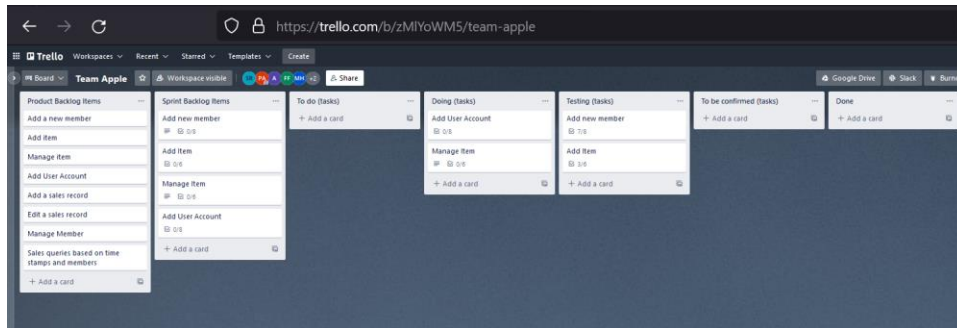 https://trello.com/b/zMlYoWM5/team-apple
Trello Workspaces Recent Starred Templates Create
Board Team Apple Workspace visible A FF MH +2 Share Google Drive Slack
Product Backlog Items
Add a new member
Add item
Manage item
Add User Account
Add a sales record
Edit a sales record
Manage Member
Sales queries based on time
stamps and members
+ Add a card
Sprint Backlog Items
Add new member
0/8
Add Item
0/6
Manage Item
0/6
Add User Account
0/8
+ Add a card
To do (tasks)
+ Add a card
Doing (tasks)
Add User Account
0/8
Manage Item
0/6
+ Add a card
Testing (tasks)
Add new member
7/8
Add Item
3/6
+ Add a card
To be confirmed (tasks)
+ Add a card
Done
+ Add a card